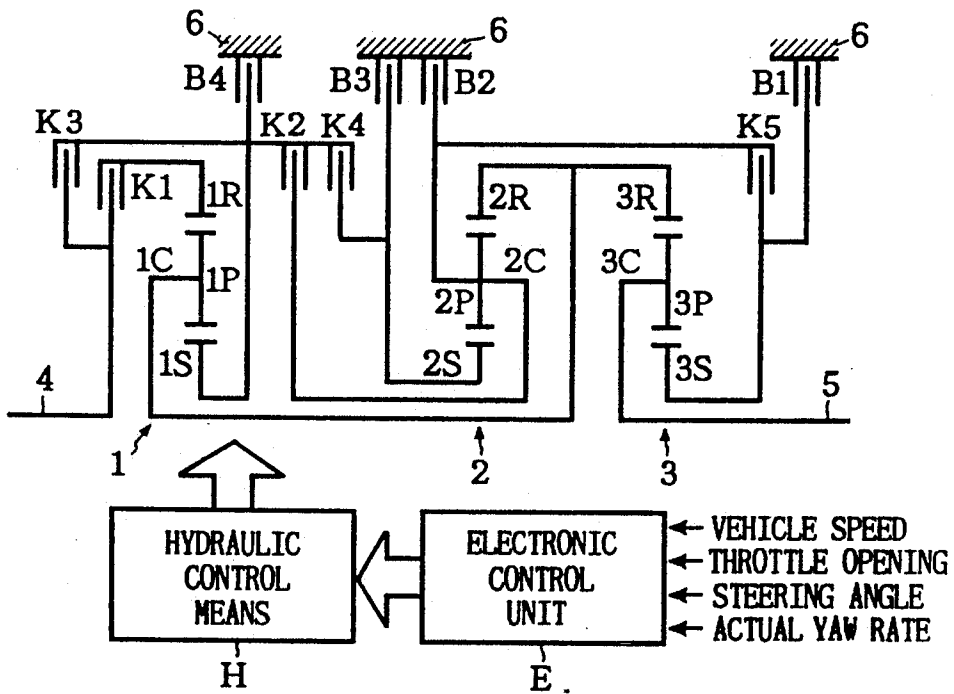 6 6 6
B4 B3 B2 B1
K3 K2 K4 K5
K1 1R 2R 3R
1C 1P 2C 3C
2P 3P
1S 2S 3S
4 5
1 2 3
HYDRAULIC
CONTROL
MEANS
ELECTRONIC
CONTROL
UNIT
VEHICLE SPEED
THROTTLE OPENING
STEERING ANGLE
ACTUAL YAW RATE
H E